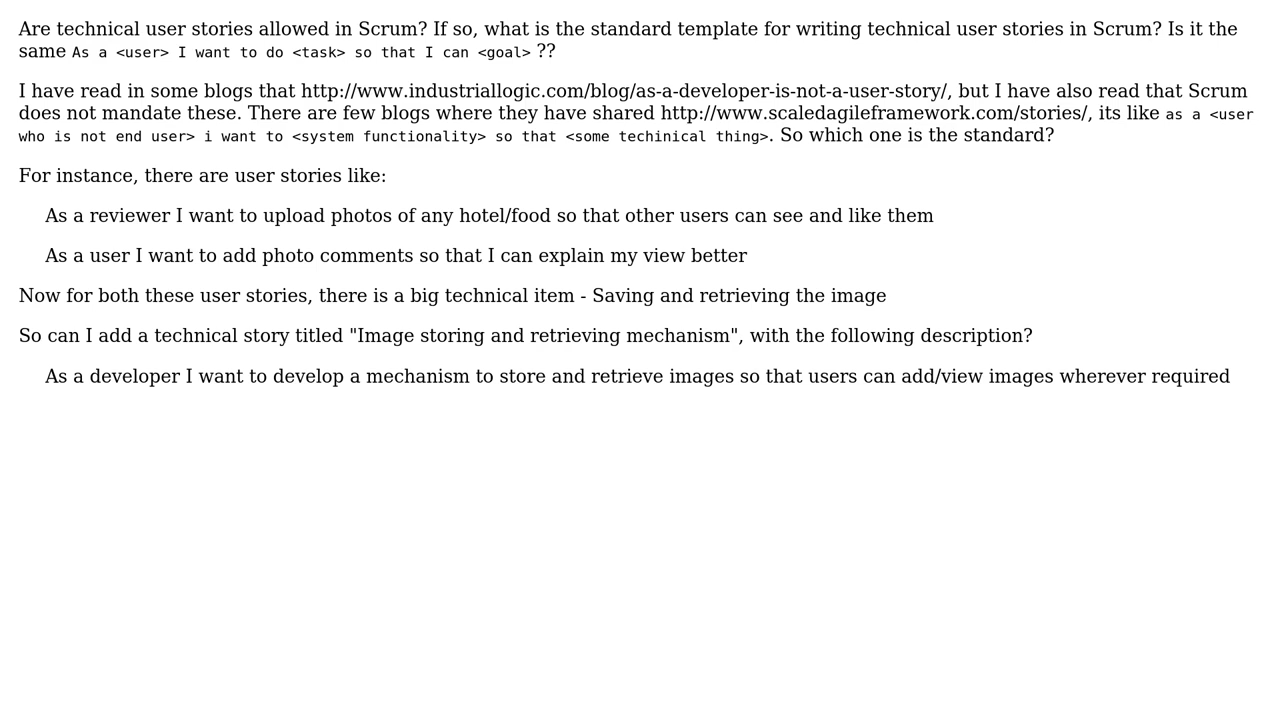 Are technical user stories allowed in Scrum? If so, what is the standard template for writing technical user stories in Scrum? Is it the
same As a <user> I want to do <task> so that I can <goal> ??
I have read in some blogs that http://www.industriallogic.com/blog/as-a-developer-is-not-a-user-story/, but I have also read that Scrum
does not mandate these. There are few blogs where they have shared http://www.scaledagileframework.com/stories/, its like as a <user
who is not end user> i want to <system functionality> so that <some techinical thing>. So which one is the standard?
For instance, there are user stories like:
As a reviewer I want to upload photos of any hotel/food so that other users can see and like them
As a user I want to add photo comments so that I can explain my view better
Now for both these user stories, there is a big technical item - Saving and retrieving the image
So can I add a technical story titled "Image storing and retrieving mechanism", with the following description?
As a developer I want to develop a mechanism to store and retrieve images so that users can add/view images wherever required